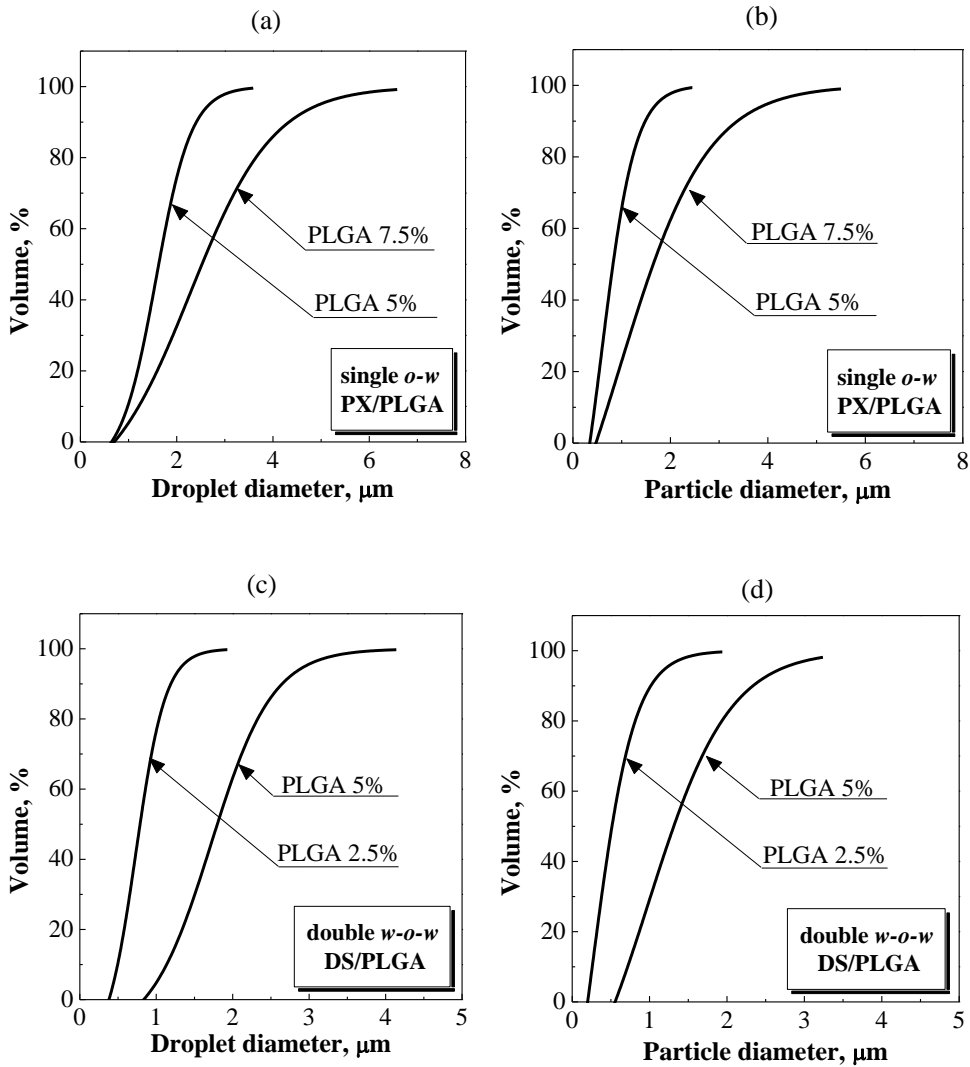 (a)
100
80
60
40
20
0
Volume, %
PLGA 7.5%
PLGA 5%
single o-w
PX/PLGA
0 2 4 6 8
Droplet diameter, μm
(b)
100
80
60
40
20
0
Volume, %
PLGA 7.5%
PLGA 5%
single o-w
PX/PLGA
0 2 4 6 8
Particle diameter, μm
(c)
100
80
60
40
20
0
Volume, %
PLGA 5%
PLGA 2.5%
double w-o-w
DS/PLGA
0 1 2 3 4 5
Droplet diameter, μm
(d)
100
80
60
40
20
0
Volume, %
PLGA 5%
PLGA 2.5%
double w-o-w
DS/PLGA
0 1 2 3 4 5
Particle diameter, μm